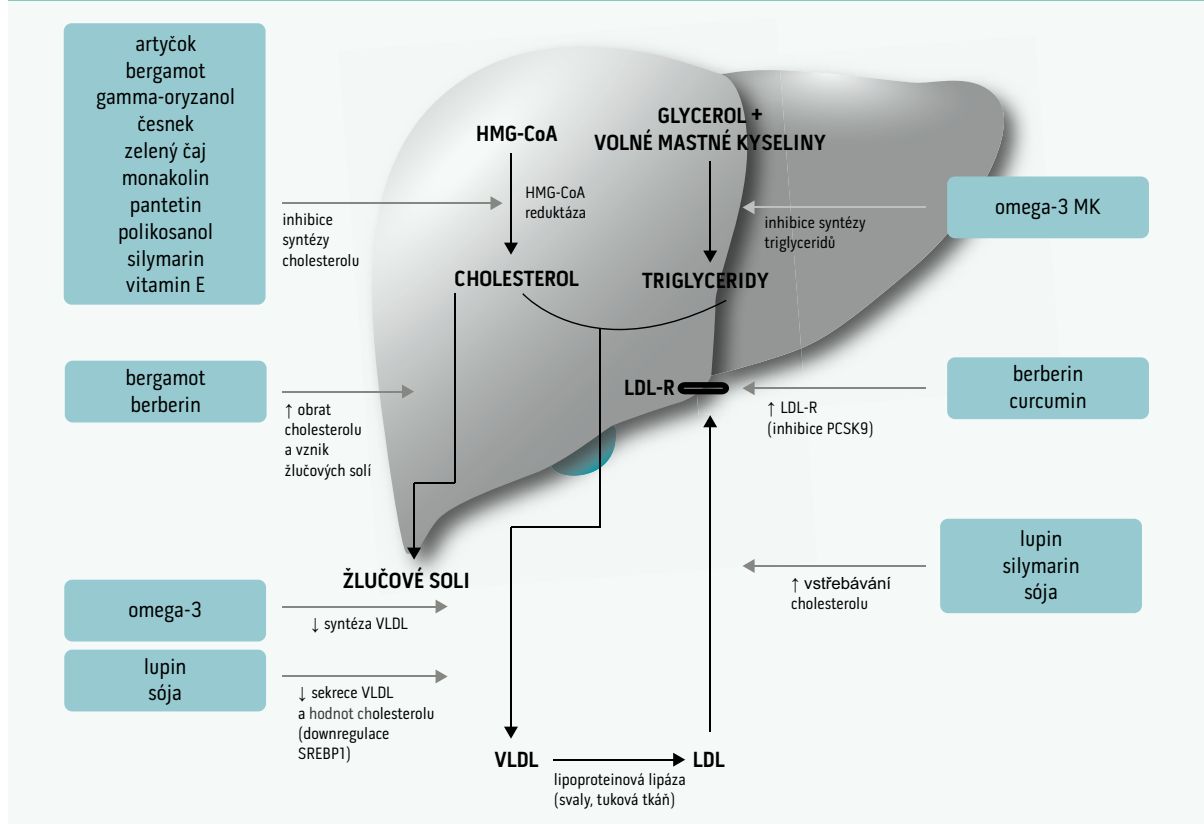 artyčok
bergamot
gamma-oryzanol
česnek
zelený čaj
monakolin
pantetin
polikosanol
silymarin
vitamin E
inhibice
syntézy
cholesterolu
HMG-CoA
HMG-CoA
reduktáza
CHOLESTEROL
GLYCEROL +
VOLNÉ MASTNÉ KYSELINY
TRIGLYCERIDY
inhibice syntézy
triglyceridů
omega-3 MK
bergamot
berberin
↑ obrat
cholesterolu
a vznik
žlučových solí
LDL-R
↑ LDL-R
(inhibice PCSK9)
berberin
curcumin
ŽLUČOVÉ SOLI
lupin
silymarin
sója
↑ vstřebávání
cholesterolu
omega-3
↓ syntéza VLDL
lupin
sója
↓ sekrece VLDL
a hodnot cholesterolu
(downregulace
SREBP1)
VLDL
lipoproteinová lipáza
(svaly, tuková tkáň)
LDL